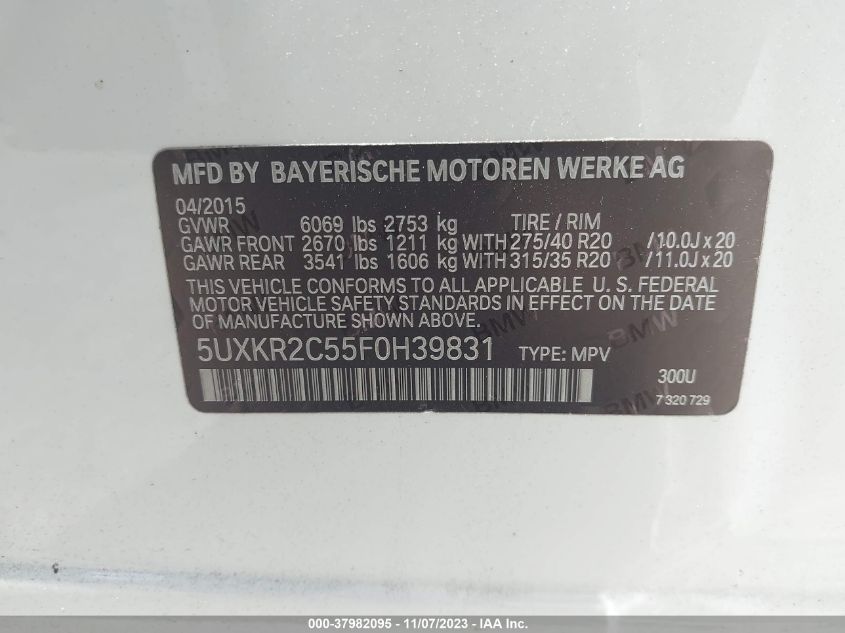 MFD BY BAYERISCHE MOTOREN WERKE AG
04/2015
GVWR 6069 lbs 2753 kg TIRE / RIM
GAWR FRONT 2670 lbs 1211 kg WITH 275/40 R20 / 10.0J x 20
GAWR REAR 3541 lbs 1606 kg WITH 315/35 R20 / 11.0J x 20
THIS VEHICLE CONFORMS TO ALL APPLICABLE U. S. FEDERAL
MOTOR VEHICLE SAFETY STANDARDS IN EFFECT ON THE DATE
OF MANUFACTURE SHOWN ABOVE.
5UXKR2C55F0H39831 TYPE: MPV
300U
7 320 729
000-37982095 - 11/07/2023 - IAA Inc.